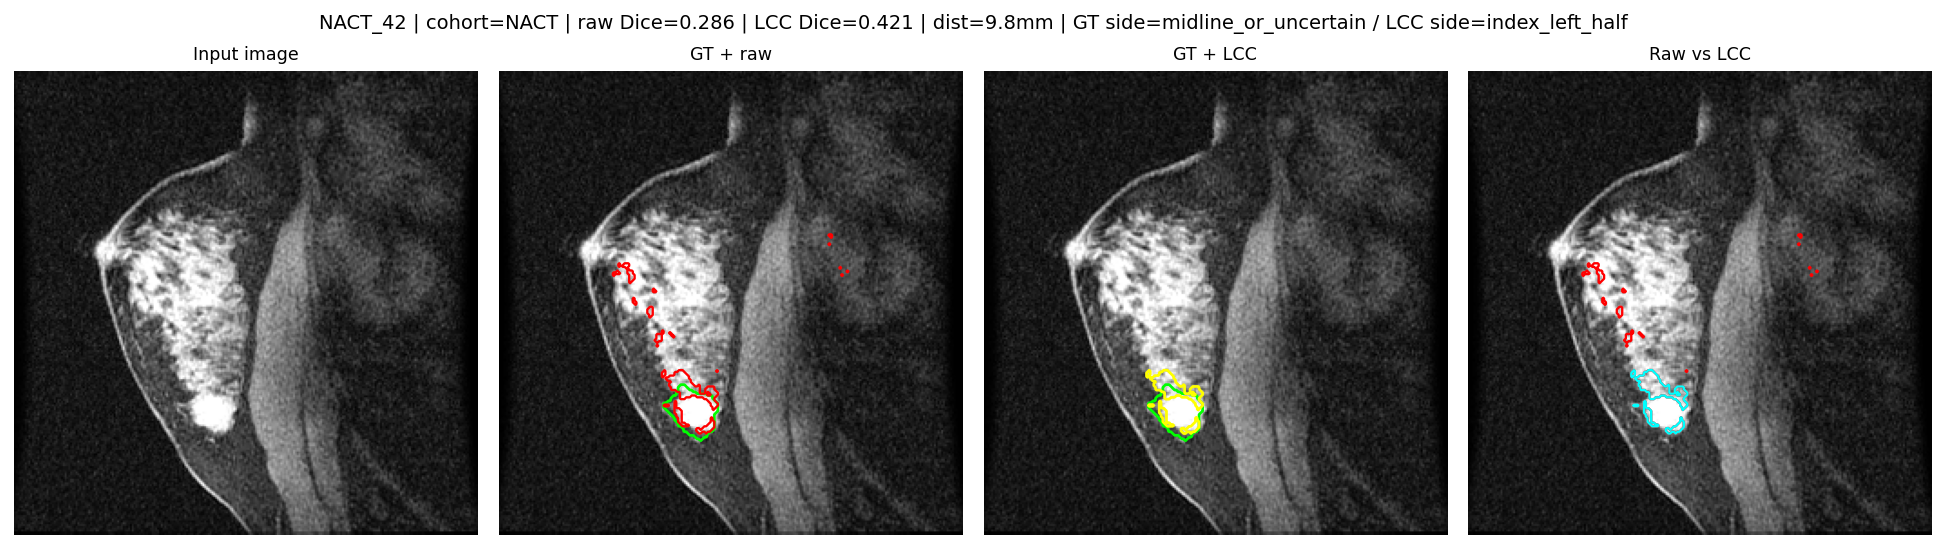 NACT_42 | cohort=NACT | raw Dice=0.286 | LCC Dice=0.421 | dist=9.8mm | GT side=midline_or_uncertain / LCC side=index_left_half
Input image
GT + raw
GT + LCC
Raw vs LCC